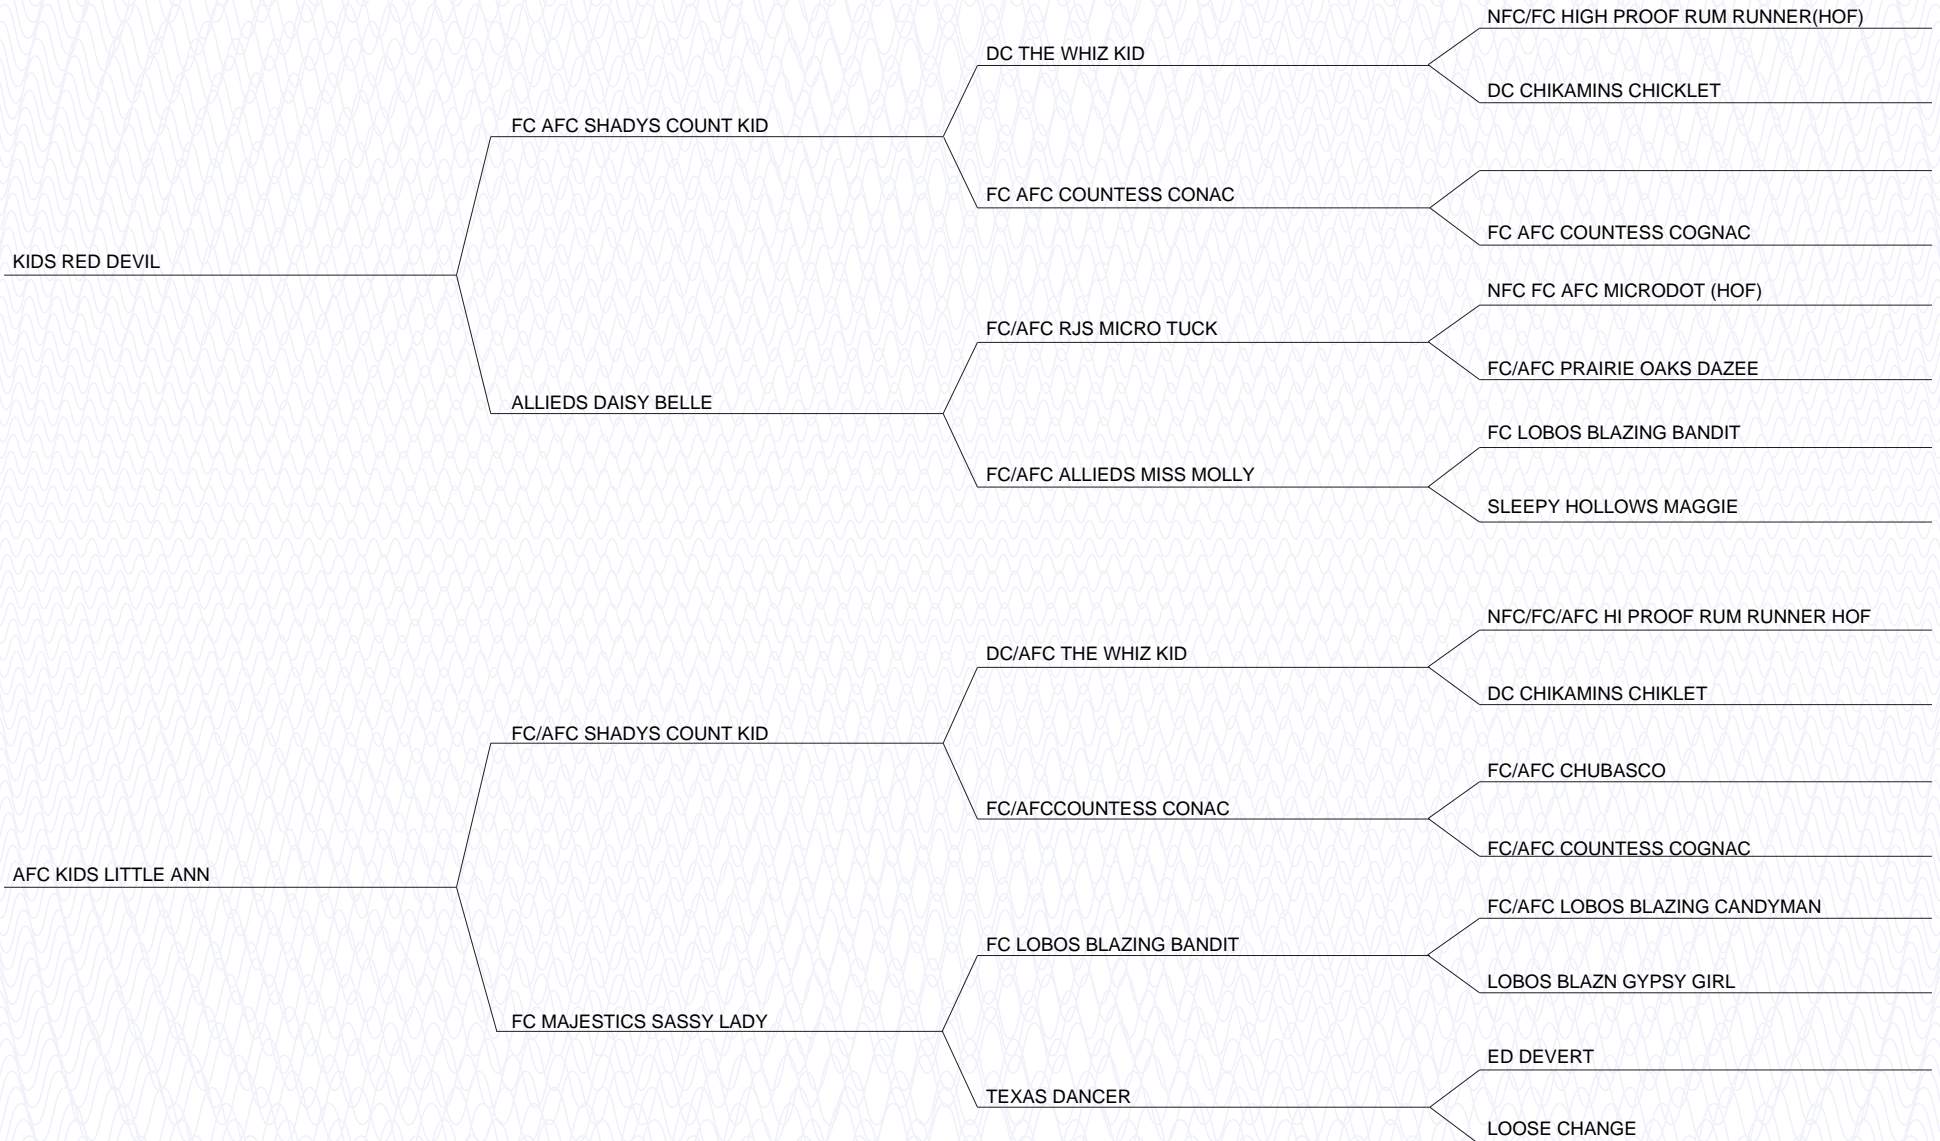 NFC/FC HIGH PROOF RUM RUNNER(HOF)
DC THE WHIZ KID
DC CHIKAMINS CHICKLET
FC AFC SHADYS COUNT KID
FC AFC COUNTESS CONAC
FC AFC COUNTESS COGNAC
KIDS RED DEVIL
NFC FC AFC MICRODOT (HOF)
FC/AFC RJS MICRO TUCK
FC/AFC PRAIRIE OAKS DAZEE
ALLIEDS DAISY BELLE
FC LOBOS BLAZING BANDIT
FC/AFC ALLIEDS MISS MOLLY
SLEEPY HOLLOWS MAGGIE
NFC/FC/AFC HI PROOF RUM RUNNER HOF
DC/AFC THE WHIZ KID
DC CHIKAMINS CHIKLET
FC/AFC SHADYS COUNT KID
FC/AFC CHUBASCO
FC/AFCCOUNTESS CONAC
FC/AFC COUNTESS COGNAC
AFC KIDS LITTLE ANN
FC/AFC LOBOS BLAZING CANDYMAN
FC LOBOS BLAZING BANDIT
LOBOS BLAZN GYPSY GIRL
FC MAJESTICS SASSY LADY
ED DEVERT
TEXAS DANCER
LOOSE CHANGE